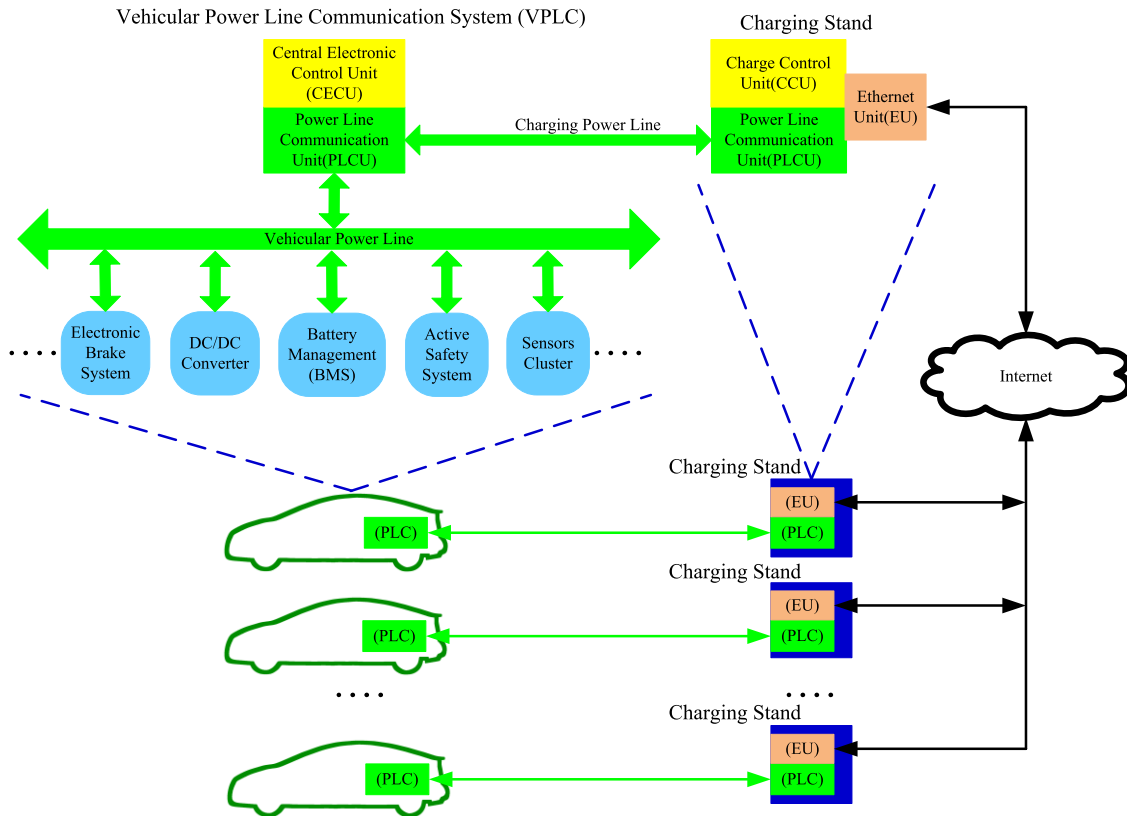 Vehicular Power Line Communication System (VPLC)
Charging Stand
Central Electronic
Control Unit
(CECU)
Power Line
Communication
Unit(PLCU)
Charging Power Line
Charge Control
Unit(CCU)
Power Line
Communication
Unit(PLCU)
Ethernet
Unit(EU)
Vehicular Power Line
Electronic
Brake
System
DC/DC
Converter
Battery
Management
(BMS)
Active
Safety
System
Sensors
Cluster
Internet
Charging Stand
(EU)
(PLC)
(PLC)
Charging Stand
(EU)
(PLC)
(PLC)
Charging Stand
(EU)
(PLC)
(PLC)